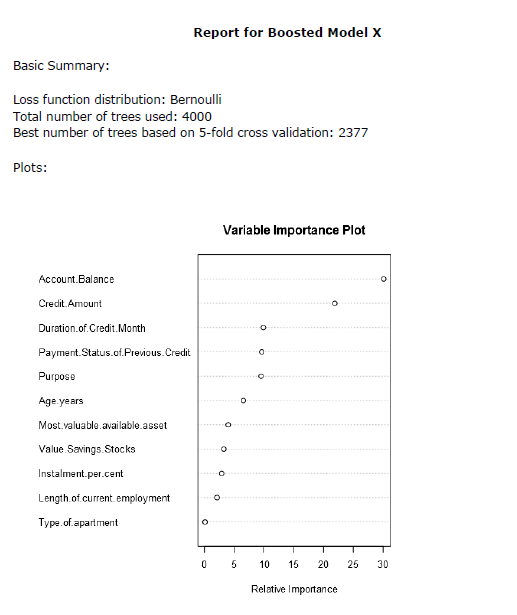 Report for Boosted Model X
Basic Summary:
Loss function distribution: Bernoulli
Total number of trees used: 4000
Best number of trees based on 5-fold cross validation: 2377
Plots:
Variable Importance Plot
Account.Balance
Credit.Amount
Duration.of.Credit.Month
Payment.Status.of.Previous.Credit
Purpose
Age.years
Most.valuable.available.asset
Value.Savings.Stocks
Instalment.per.cent
Length.of.current.employment
Type.of.apartment
0 5 10 15 20 25 30
Relative Importance